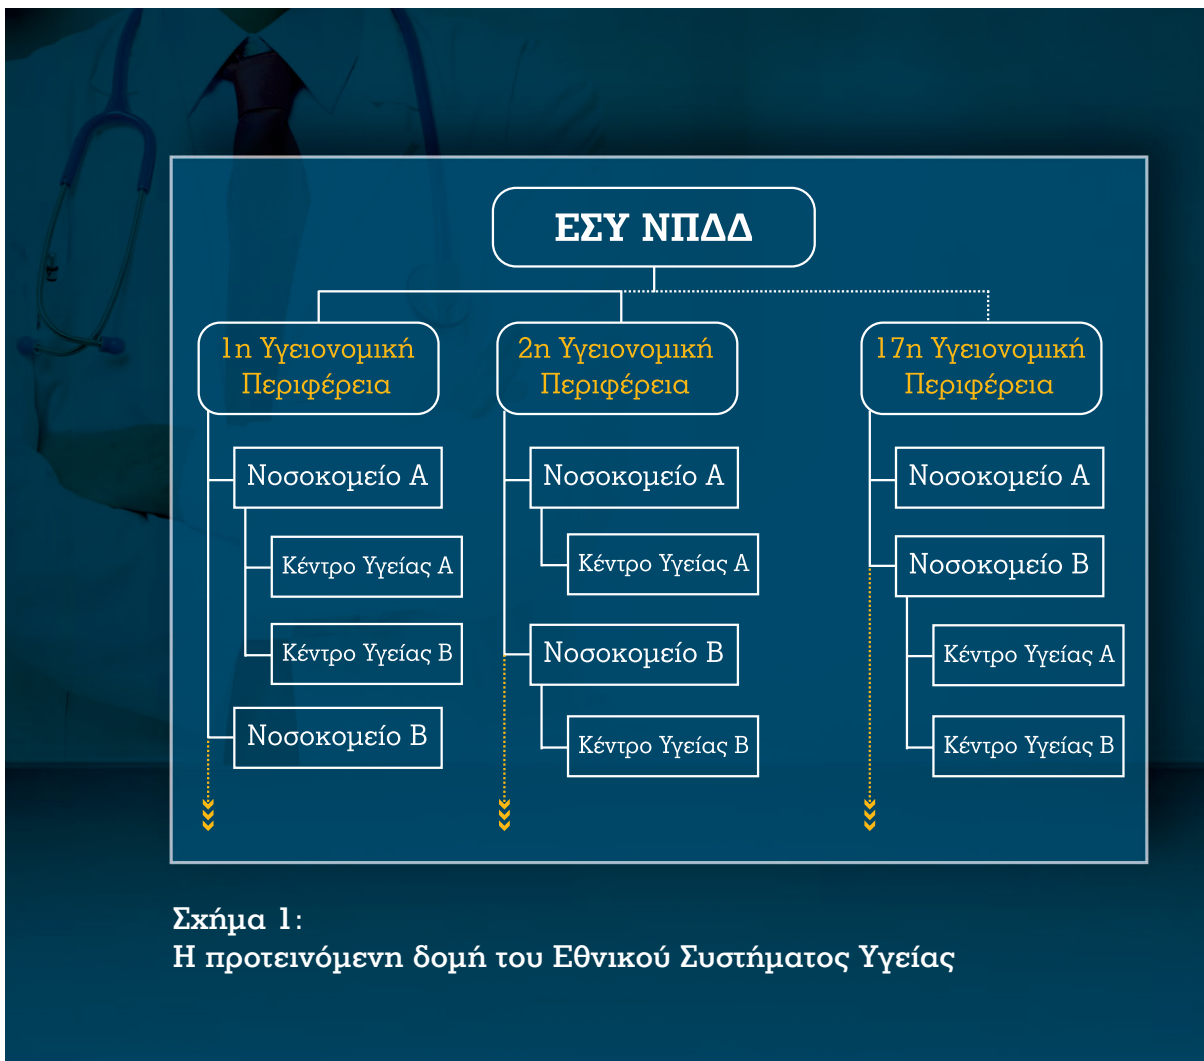 ΕΣΥ ΝΠΔΔ
1η Υγειονομική
Περιφέρεια
Νοσοκομείο Α
Κέντρο Υγείας Α
Κέντρο Υγείας Β
Νοσοκομείο Β
2η Υγειονομική
Περιφέρεια
Νοσοκομείο Α
Κέντρο Υγείας Α
Νοσοκομείο Β
Κέντρο Υγείας Β
17η Υγειονομική
Περιφέρεια
Νοσοκομείο Α
Νοσοκομείο Β
Κέντρο Υγείας Α
Κέντρο Υγείας Β
Σχήμα 1:
Η προτεινόμενη δομή του Εθνικού Συστήματος Υγείας